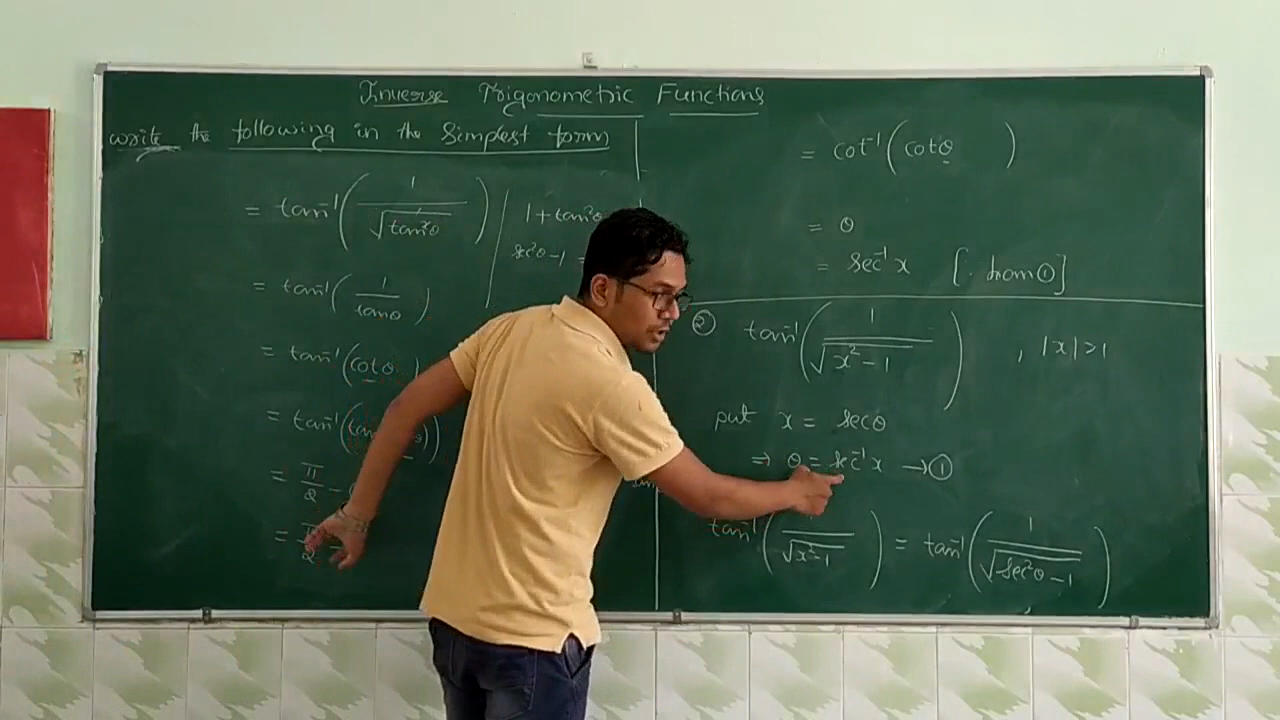 Inverse Trigonometric Functions
write the following in the Simplest form
= tan⁻¹(1/√tan²θ)
1 + tan²θ
sec²θ - 1 =
= tan⁻¹(1/tanθ)
= tan⁻¹(cotθ)
= tan⁻¹(tan
= π/2 -
= π/2 -
= cot⁻¹(cotθ )
= θ
= sec⁻¹ x [∵ from ①]
② tan⁻¹(1/√(x² - 1)) , |x| > 1
put x = secθ
⇒ θ = sec⁻¹ x → ①
tan⁻¹(1/√(x²-1)) = tan⁻¹(1/√(sec²θ - 1))